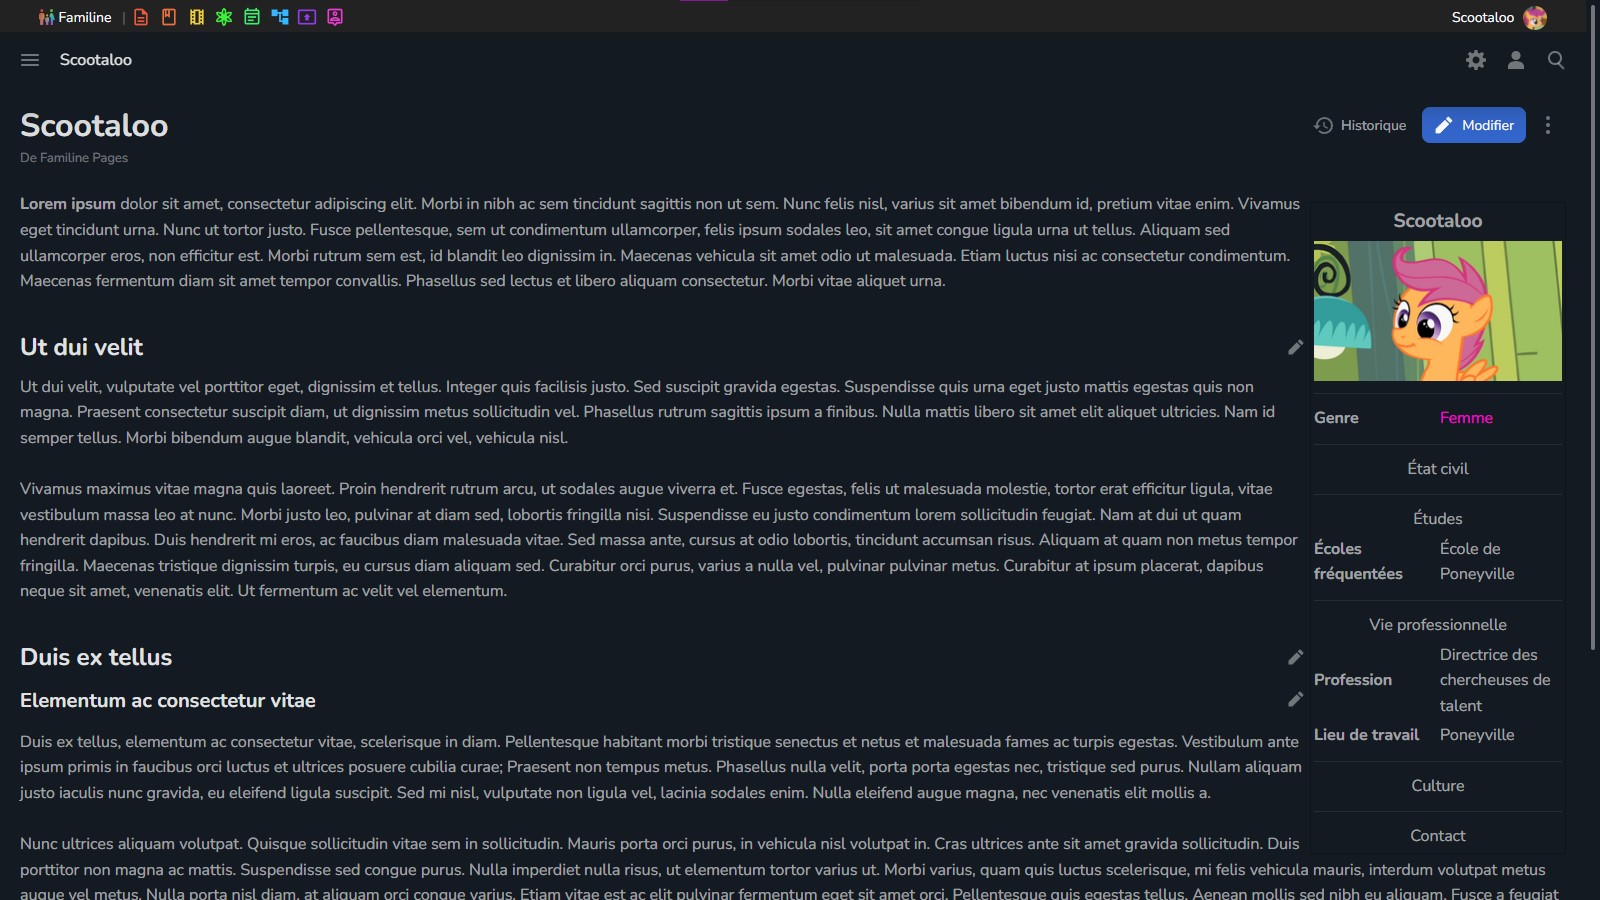 Familine
Scootaloo
Scootaloo
Scootaloo
De Familine Pages
Historique
Modifier
Lorem ipsum dolor sit amet, consectetur adipiscing elit. Morbi in nibh ac sem tincidunt sagittis non ut sem. Nunc felis nisl, varius sit amet bibendum id, pretium vitae enim. Vivamus
eget tincidunt urna. Nunc ut tortor justo. Fusce pellentesque, sem ut condimentum ullamcorper, felis ipsum sodales leo, sit amet congue ligula urna ut tellus. Aliquam sed
ullamcorper eros, non efficitur est. Morbi rutrum sem est, id blandit leo dignissim in. Maecenas vehicula sit amet odio ut malesuada. Etiam luctus nisi ac consectetur condimentum.
Maecenas fermentum diam sit amet tempor convallis. Phasellus sed lectus et libero aliquam consectetur. Morbi vitae aliquet urna.
Ut dui velit
Ut dui velit, vulputate vel porttitor eget, dignissim et tellus. Integer quis facilisis justo. Sed suscipit gravida egestas. Suspendisse quis urna eget justo mattis egestas quis non
magna. Praesent consectetur suscipit diam, ut dignissim metus sollicitudin vel. Phasellus rutrum sagittis ipsum a finibus. Nulla mattis libero sit amet elit aliquet ultricies. Nam id
semper tellus. Morbi bibendum augue blandit, vehicula orci vel, vehicula nisl.
Vivamus maximus vitae magna quis laoreet. Proin hendrerit rutrum arcu, ut sodales augue viverra et. Fusce egestas, felis ut malesuada molestie, tortor erat efficitur ligula, vitae
vestibulum massa leo at nunc. Morbi justo leo, pulvinar at diam sed, lobortis fringilla nisi. Suspendisse eu justo condimentum lorem sollicitudin feugiat. Nam at dui ut quam
hendrerit dapibus. Duis hendrerit mi eros, ac faucibus diam malesuada vitae. Sed massa ante, cursus at odio lobortis, tincidunt accumsan risus. Aliquam at quam non metus tempor
fringilla. Maecenas tristique dignissim turpis, eu cursus diam aliquam sed. Curabitur orci purus, varius a nulla vel, pulvinar pulvinar metus. Curabitur at ipsum placerat, dapibus
neque sit amet, venenatis elit. Ut fermentum ac velit vel elementum.
Duis ex tellus
Elementum ac consectetur vitae
Duis ex tellus, elementum ac consectetur vitae, scelerisque in diam. Pellentesque habitant morbi tristique senectus et netus et malesuada fames ac turpis egestas. Vestibulum ante
ipsum primis in faucibus orci luctus et ultrices posuere cubilia curae; Praesent non tempus metus. Phasellus nulla velit, porta porta egestas nec, tristique sed purus. Nullam aliquam
justo iaculis nunc gravida, eu eleifend ligula suscipit. Sed mi nisl, vulputate non ligula vel, lacinia sodales enim. Nulla eleifend augue magna, nec venenatis elit mollis a.
Nunc ultrices aliquam volutpat. Quisque sollicitudin vitae sem in sollicitudin. Mauris porta orci purus, in vehicula nisl volutpat in. Cras ultrices ante sit amet gravida sollicitudin. Duis
porttitor non magna ac mattis. Suspendisse sed congue purus. Nulla imperdiet nulla risus, ut elementum tortor varius ut. Morbi varius, quam quis luctus scelerisque, mi felis vehicula mauris, interdum volutpat metus
augue vel metus. Nulla porta nisl diam, at aliquam orci congue varius. Etiam vitae est ac elit pulvinar fermentum eget sit amet orci. Pellentesque quis egestas tellus. Aenean mollis sed nibh eu aliquam. Fusce a feugiat
Scootaloo
Genre Femme
État civil
Études
Écoles fréquentées École de Poneyville
Vie professionnelle
Profession Directrice des chercheuses de talent
Lieu de travail Poneyville
Culture
Contact